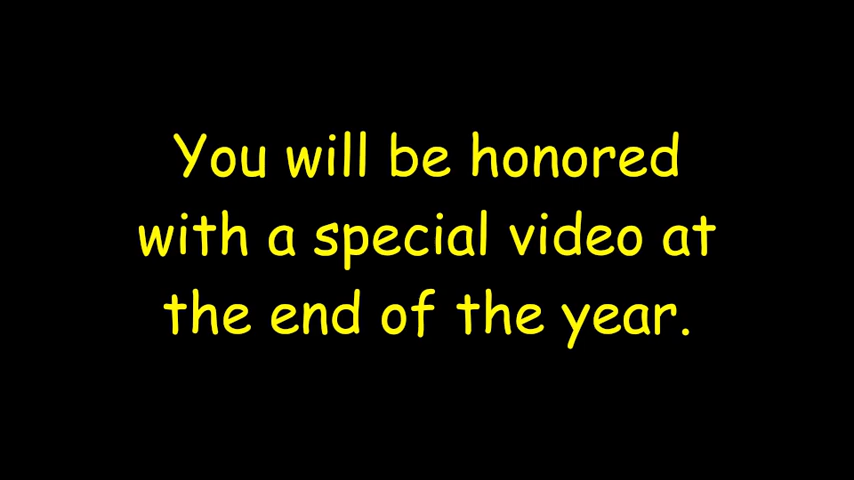 You will be honored
with a special video at
the end of the year.